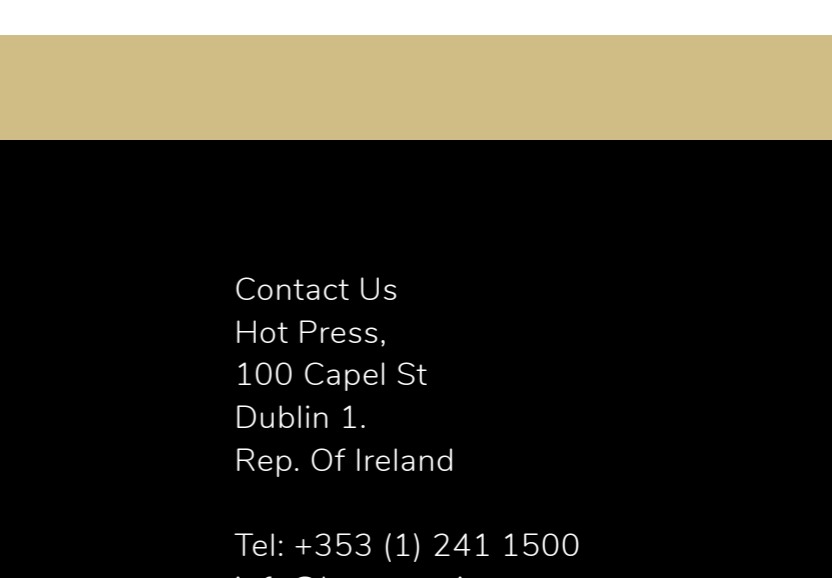 Contact Us
Hot Press,
100 Capel St
Dublin 1.
Rep. Of Ireland
Tel: +353 (1) 241 1500